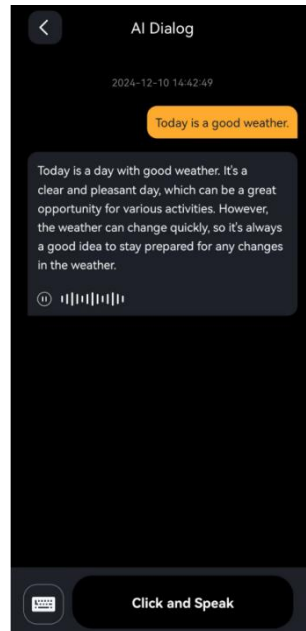 AI Dialog
2024-12-10 14:42:49
Today is a good weather.
Today is a day with good weather. It's a
clear and pleasant day, which can be a great
opportunity for various activities. However,
the weather can change quickly, so it's always
a good idea to stay prepared for any changes
in the weather.
Click and Speak